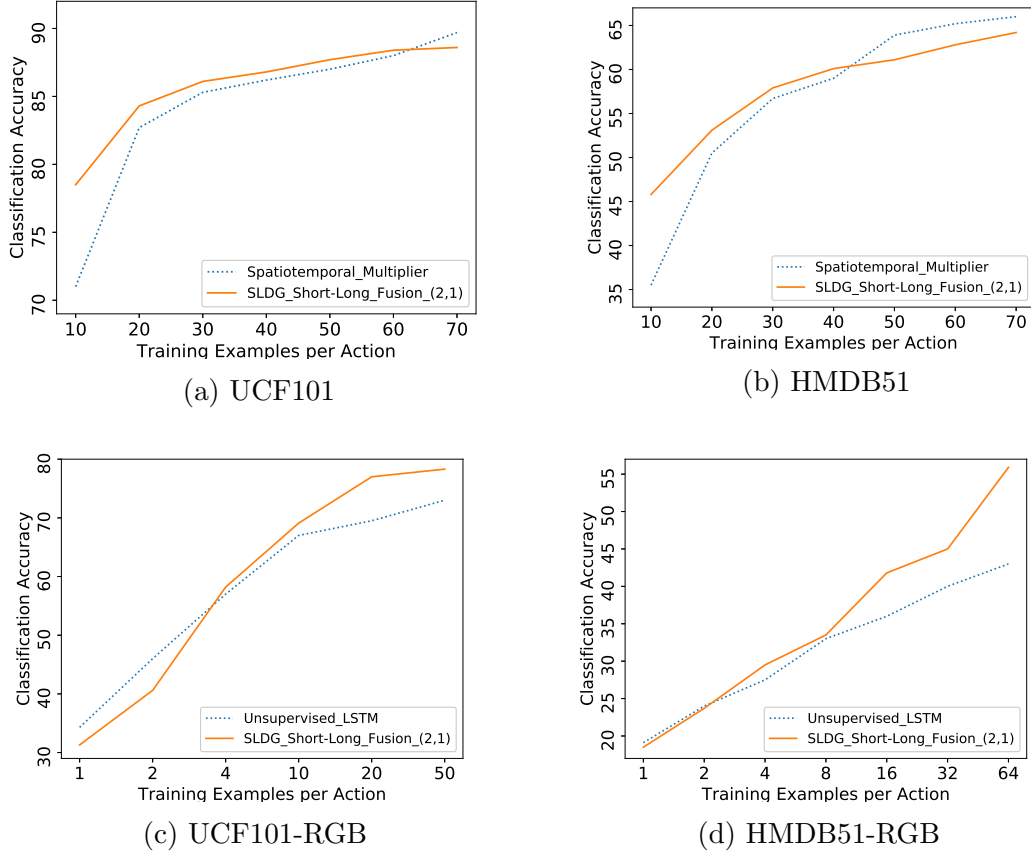 90
85
80
75
70
Classification Accuracy
Spatiotemporal_Multiplier
SLDG_Short-Long_Fusion_(2,1)
10 20 30 40 50 60 70
Training Examples per Action
(a) UCF101
65
60
55
50
45
40
35
Classification Accuracy
Spatiotemporal_Multiplier
SLDG_Short-Long_Fusion_(2,1)
10 20 30 40 50 60 70
Training Examples per Action
(b) HMDB51
80
70
60
50
40
30
Classification Accuracy
Unsupervised_LSTM
SLDG_Short-Long_Fusion_(2,1)
1 2 4 10 20 50
Training Examples per Action
(c) UCF101-RGB
55
50
45
40
35
30
25
20
Classification Accuracy
Unsupervised_LSTM
SLDG_Short-Long_Fusion_(2,1)
1 2 4 8 16 32 64
Training Examples per Action
(d) HMDB51-RGB